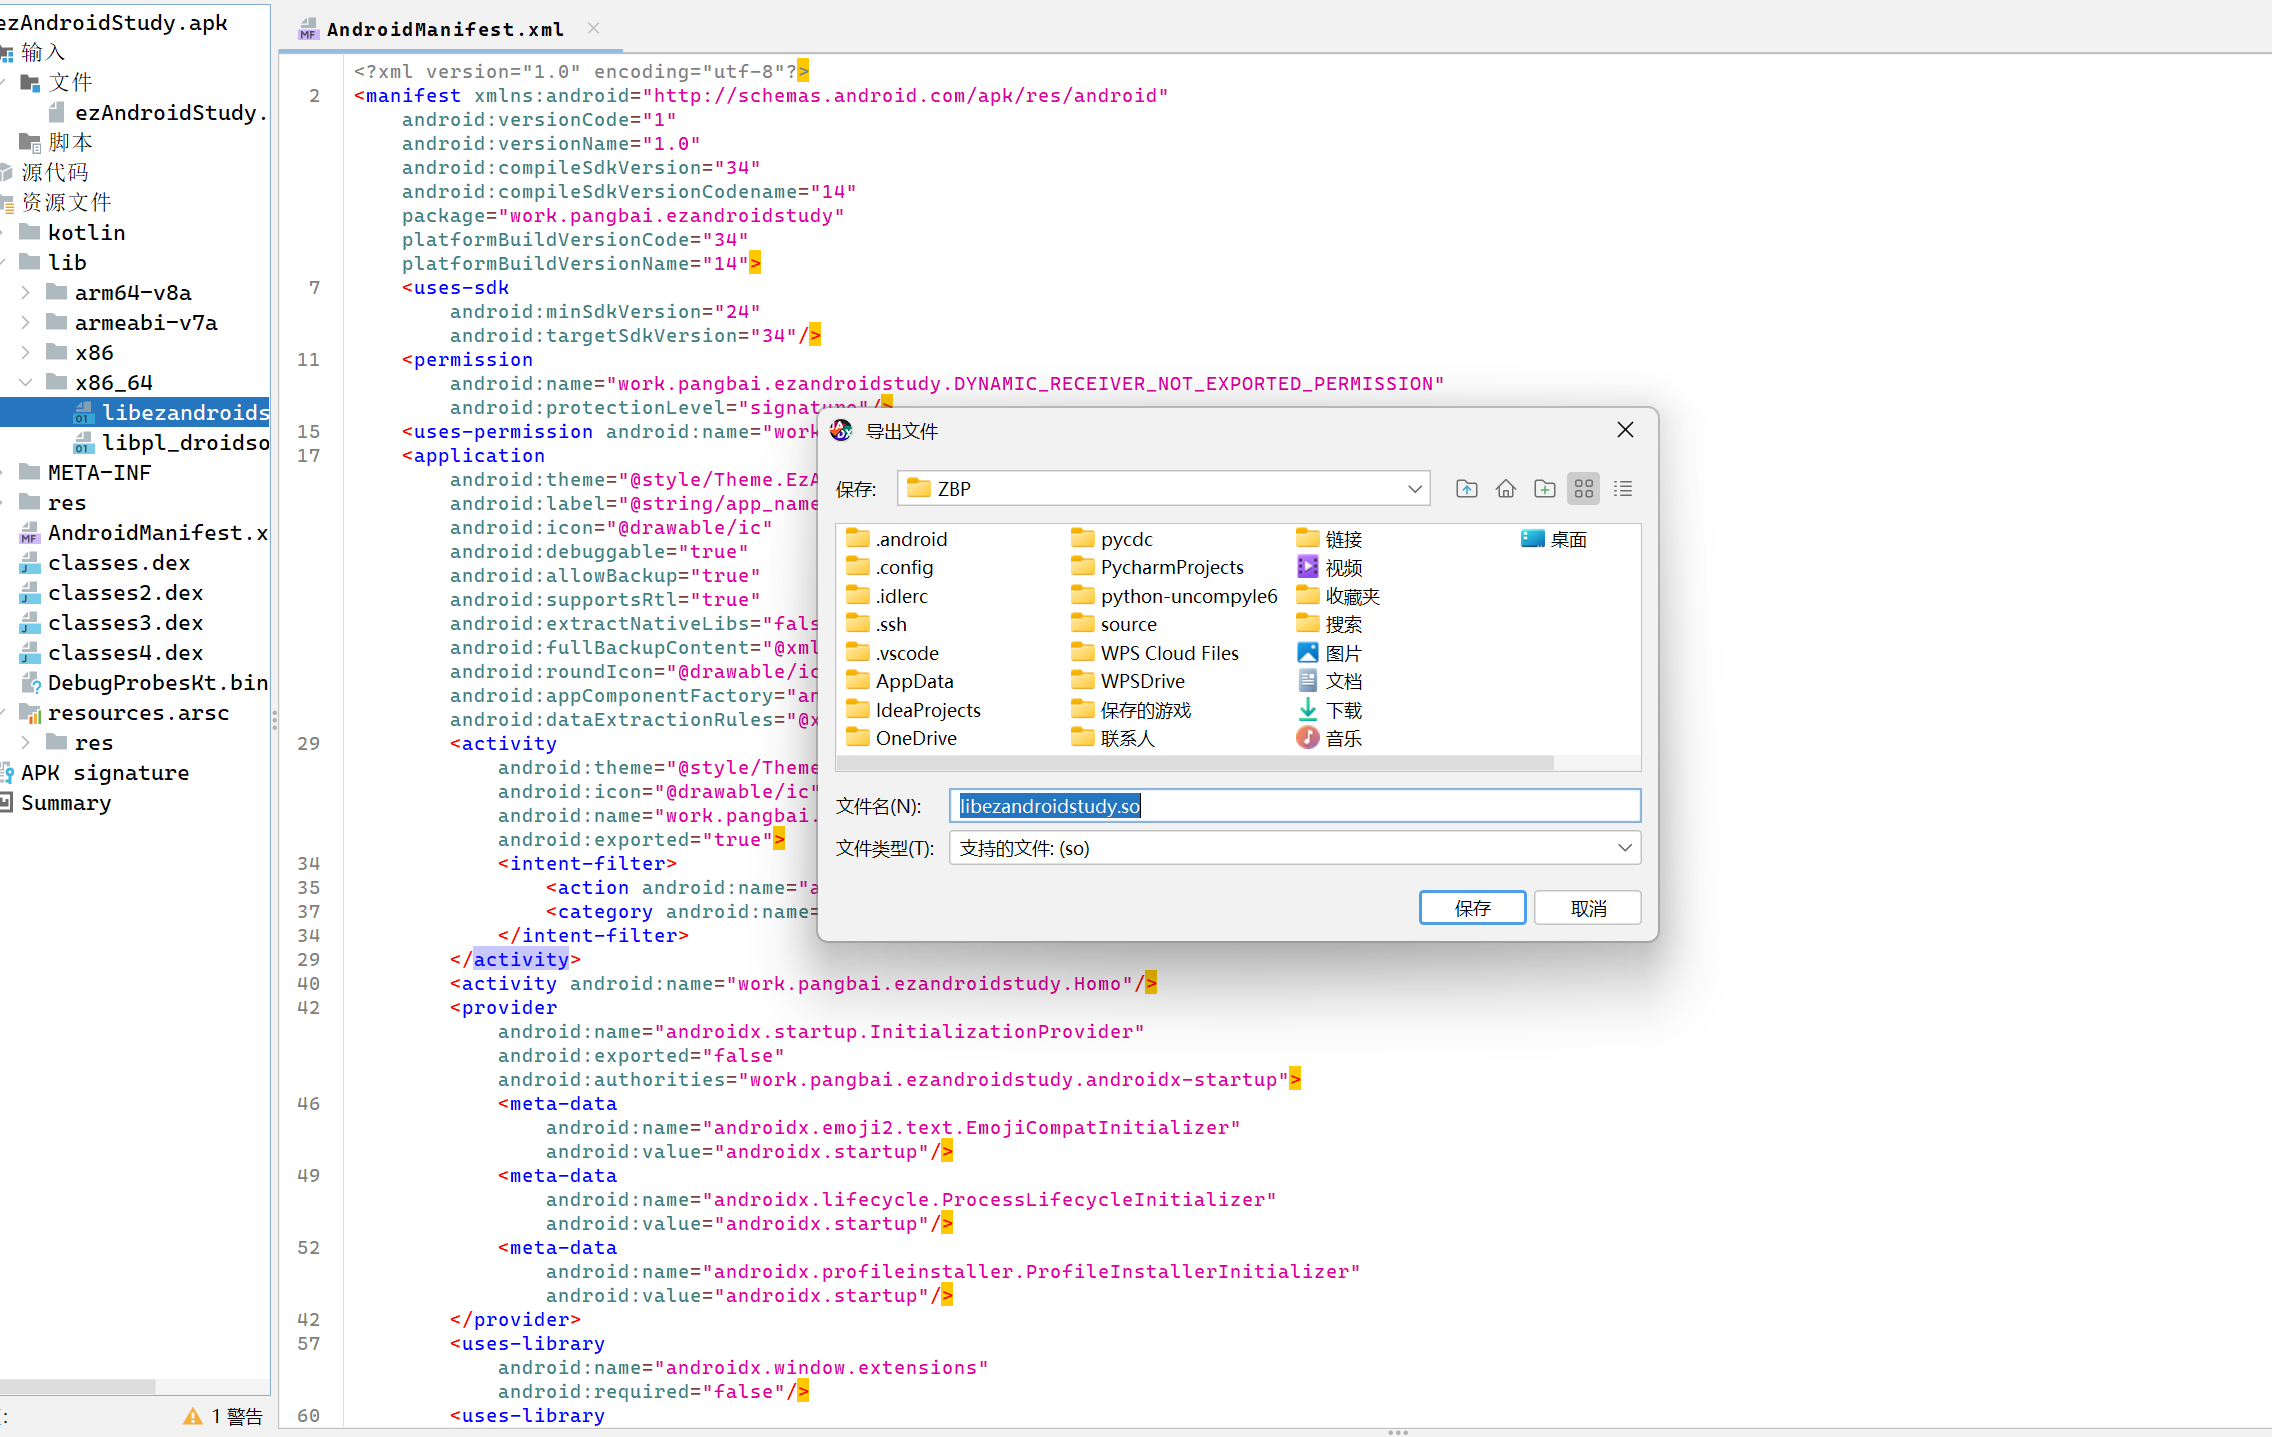 ezAndroidStudy.apk
输入
文件
ezAndroidStudy.
脚本
源代码
资源文件
kotlin
lib
arm64-v8a
armeabi-v7a
x86
x86_64
libezandroids
libpl_droidso
META-INF
res
AndroidManifest.x
classes.dex
classes2.dex
classes3.dex
classes4.dex
DebugProbesKt.bin
resources.arsc
res
APK signature
Summary
1 警告
AndroidManifest.xml
<?xml version="1.0" encoding="utf-8"?>
2 <manifest xmlns:android="http://schemas.android.com/apk/res/android"
android:versionCode="1"
android:versionName="1.0"
android:compileSdkVersion="34"
android:compileSdkVersionCodename="14"
package="work.pangbai.ezandroidstudy"
platformBuildVersionCode="34"
platformBuildVersionName="14">
7 <uses-sdk
android:minSdkVersion="24"
android:targetSdkVersion="34"/>
11 <permission
android:name="work.pangbai.ezandroidstudy.DYNAMIC_RECEIVER_NOT_EXPORTED_PERMISSION"
android:protectionLevel="signature"/>
15 <uses-permission android:name="work
17 <application
android:theme="@style/Theme.EzA
android:label="@string/app_name
android:icon="@drawable/ic"
android:debuggable="true"
android:allowBackup="true"
android:supportsRtl="true"
android:extractNativeLibs="fals
android:fullBackupContent="@xml
android:roundIcon="@drawable/ic
android:appComponentFactory="an
android:dataExtractionRules="@x
29 <activity
android:theme="@style/Theme
android:icon="@drawable/ic"
android:name="work.pangbai.
android:exported="true">
34 <intent-filter>
35 <action android:name="a
37 <category android:name=
34 </intent-filter>
29 </activity>
40 <activity android:name="work.pangbai.ezandroidstudy.Homo"/>
42 <provider
android:name="androidx.startup.InitializationProvider"
android:exported="false"
android:authorities="work.pangbai.ezandroidstudy.androidx-startup">
46 <meta-data
android:name="androidx.emoji2.text.EmojiCompatInitializer"
android:value="androidx.startup"/>
49 <meta-data
android:name="androidx.lifecycle.ProcessLifecycleInitializer"
android:value="androidx.startup"/>
52 <meta-data
android:name="androidx.profileinstaller.ProfileInstallerInitializer"
android:value="androidx.startup"/>
42 </provider>
57 <uses-library
android:name="androidx.window.extensions"
android:required="false"/>
60 <uses-library
导出文件
保存: ZBP
.android
.config
.idlerc
.ssh
.vscode
AppData
IdeaProjects
OneDrive
pycdc
PycharmProjects
python-uncompyle6
source
WPS Cloud Files
WPSDrive
保存的游戏
联系人
链接
视频
收藏夹
搜索
图片
文档
下载
音乐
桌面
文件名(N): libezandroidstudy.so
文件类型(T): 支持的文件: (so)
保存 取消